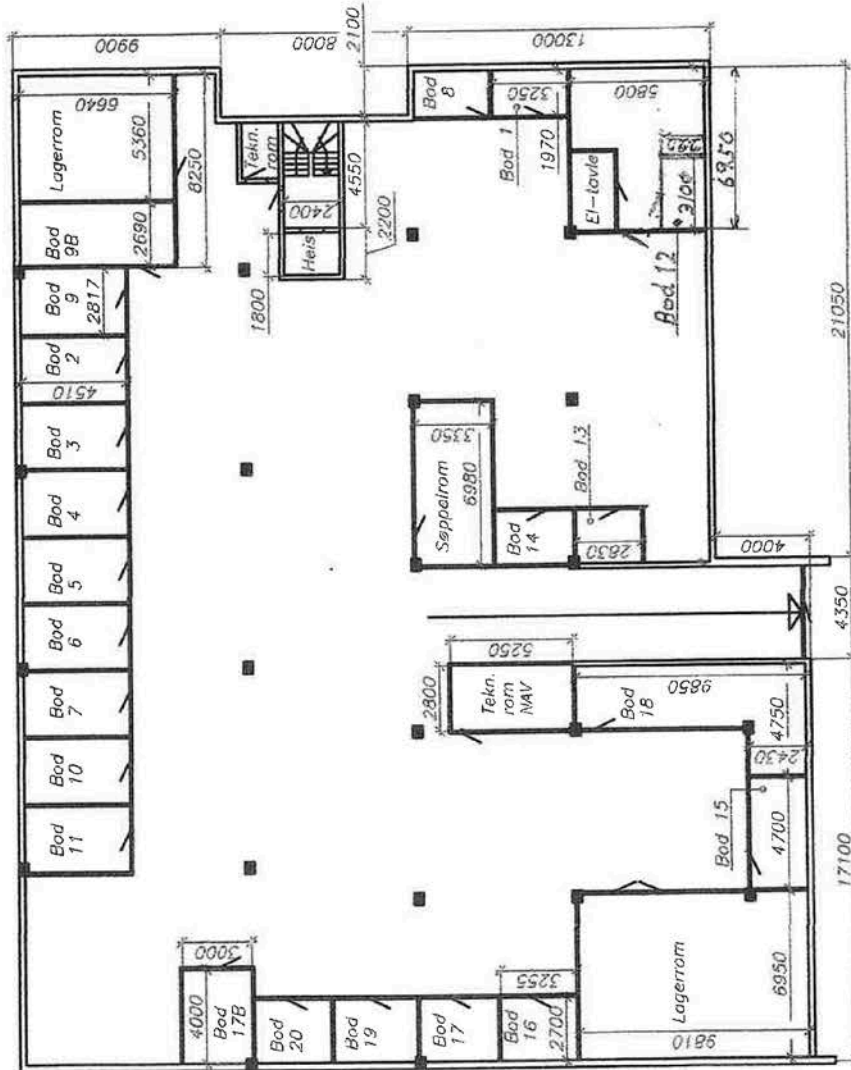 9900
8000
2100
13000
Lagerrom
6640
5360
8250
Bod
9B
2690
Tekn.
rom
2400
4550
Heis
2200
1800
Bod
8
3250
Bod 1
1970
5800
6950
El-tavle
3100
Bod 12
21050
Bod
9
2817
Bod
2
4510
Bod
3
Bod
4
Bod
5
Bod
6
Bod
7
Bod
10
Bod
11
3350
6980
Søppelrom
Bod 13
Bod
14
2830
4000
4350
5250
2800
Tekn.
rom
NAV
9850
Bod
18
4750
2430
Bod 15
4700
17100
3000
4000
Bod
17B
Bod
20
Bod
19
Bod
17
3255
Bod
16
2700
Lagerrom
6950
9810